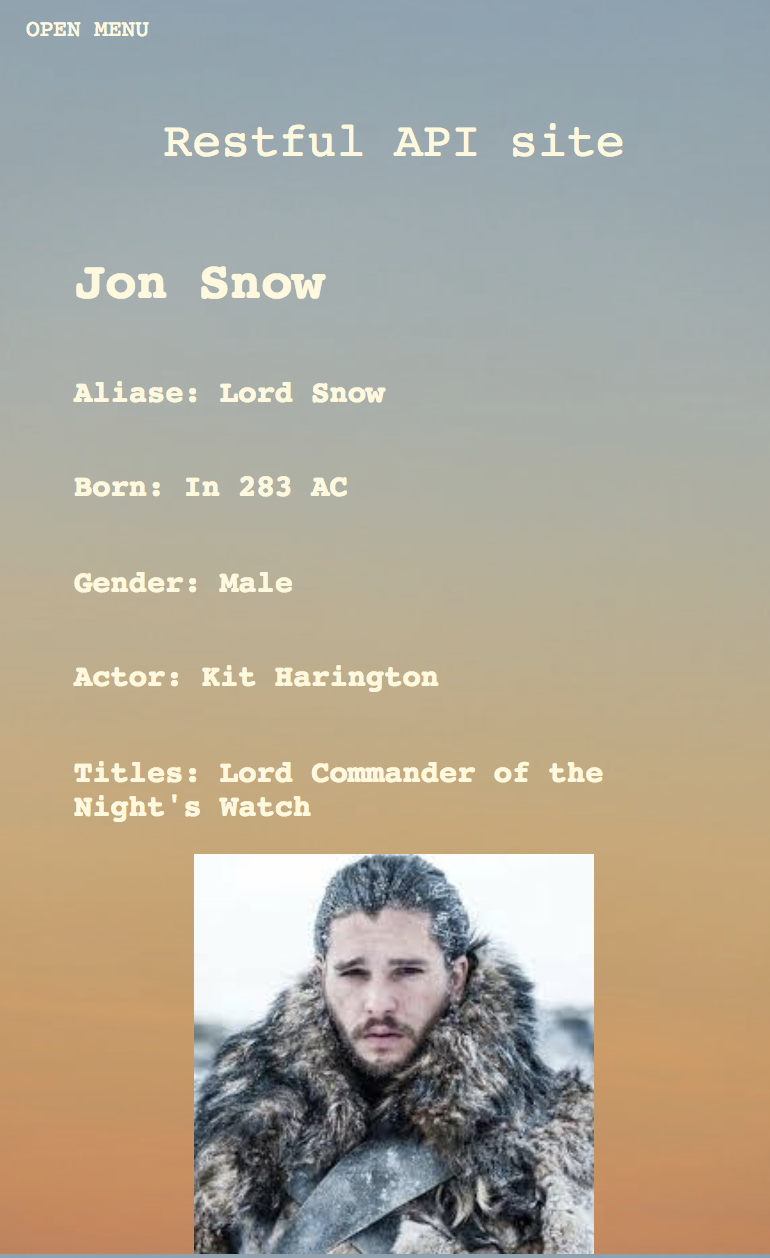 OPEN MENU
Restful API site
Jon Snow
Aliase: Lord Snow
Born: In 283 AC
Gender: Male
Actor: Kit Harington
Titles: Lord Commander of the
Night's Watch